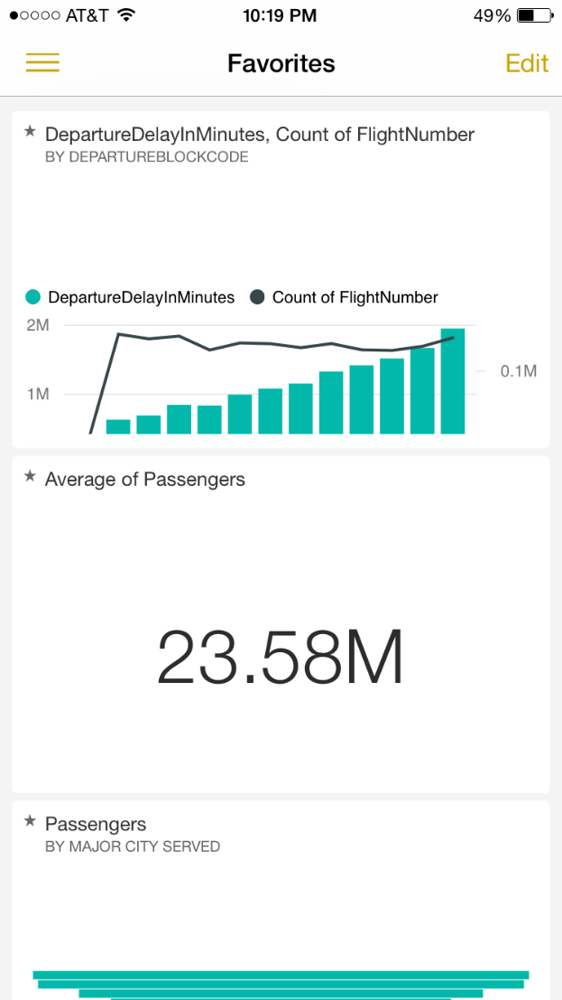 AT&T 10:19 PM 49%
Favorites Edit
DepartureDelayInMinutes, Count of FlightNumber
BY DEPARTUREBLOCKCODE
DepartureDelayInMinutes Count of FlightNumber
2M
0.1M
1M
Average of Passengers
23.58M
Passengers
BY MAJOR CITY SERVED